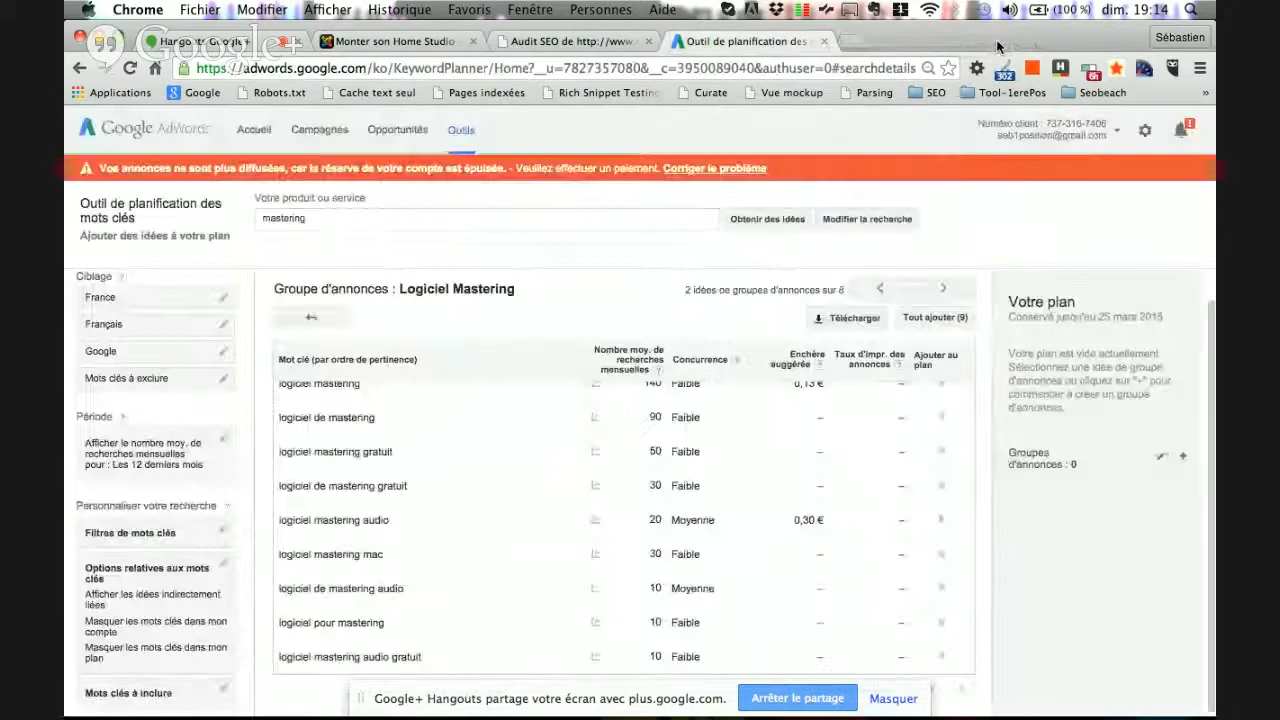 Chrome Fichier Modifier Afficher Historique Favoris Fenêtre Personnes Aide (100 %) dim. 19:14
Google+
Hangouts Google+ Monter son Home Studio Audit SEO de http://www. Outil de planification des Sébastien
https://adwords.google.com/ko/KeywordPlanner/Home?__u=7827357080&__c=3950089040&authuser=0#searchdetails 302 6h
Applications Google Robots.txt Cache text seul Pages indexées Rich Snippet Testing Curate Vue mockup Parsing SEO Tool-1erePos Seobeach »
Google AdWords Accueil Campagnes Opportunités Outils
Numéro client : 737-316-7406
seb1position@gmail.com
1
Vos annonces ne sont plus diffusées, car la réserve de votre compte est épuisée. - Veuillez effectuer un paiement. Corriger le problème
Outil de planification des mots clés
Ajouter des idées à votre plan
Votre produit ou service
mastering Obtenir des idées Modifier la recherche
Ciblage ?
France
Français
Google
Mots clés à exclure
Période ?
Afficher le nombre moy. de
recherches mensuelles
pour : Les 12 derniers mois
Personnaliser votre recherche ?
Filtres de mots clés
Options relatives aux mots
clés
Afficher les idées indirectement
liées
Masquer les mots clés dans mon
compte
Masquer les mots clés dans mon
plan
Mots clés à inclure
Groupe d'annonces : Logiciel Mastering 2 idées de groupes d'annonces sur 8
Télécharger Tout ajouter (9)
Mot clé (par ordre de pertinence) Nombre moy. de recherches mensuelles ? Concurrence ? Enchère suggérée ? Taux d'impr. des annonces ? Ajouter au plan
logiciel mastering 140 Faible 0,13 € –
logiciel de mastering 90 Faible – –
logiciel mastering gratuit 50 Faible – –
logiciel de mastering gratuit 30 Faible – –
logiciel mastering audio 20 Moyenne 0,30 € –
logiciel mastering mac 30 Faible – –
logiciel de mastering audio 10 Moyenne – –
logiciel pour mastering 10 Faible – –
logiciel mastering audio gratuit 10 Faible – –
Votre plan
Conservé jusqu'au 25 mars 2015
Votre plan est vide actuellement
Sélectionnez une idée de groupe
d'annonces ou cliquez sur "+" pour
commencer à créer un groupe
d'annonces.
Groupes
d'annonces : 0
Google+ Hangouts partage votre écran avec plus.google.com. Arrêter le partage Masquer